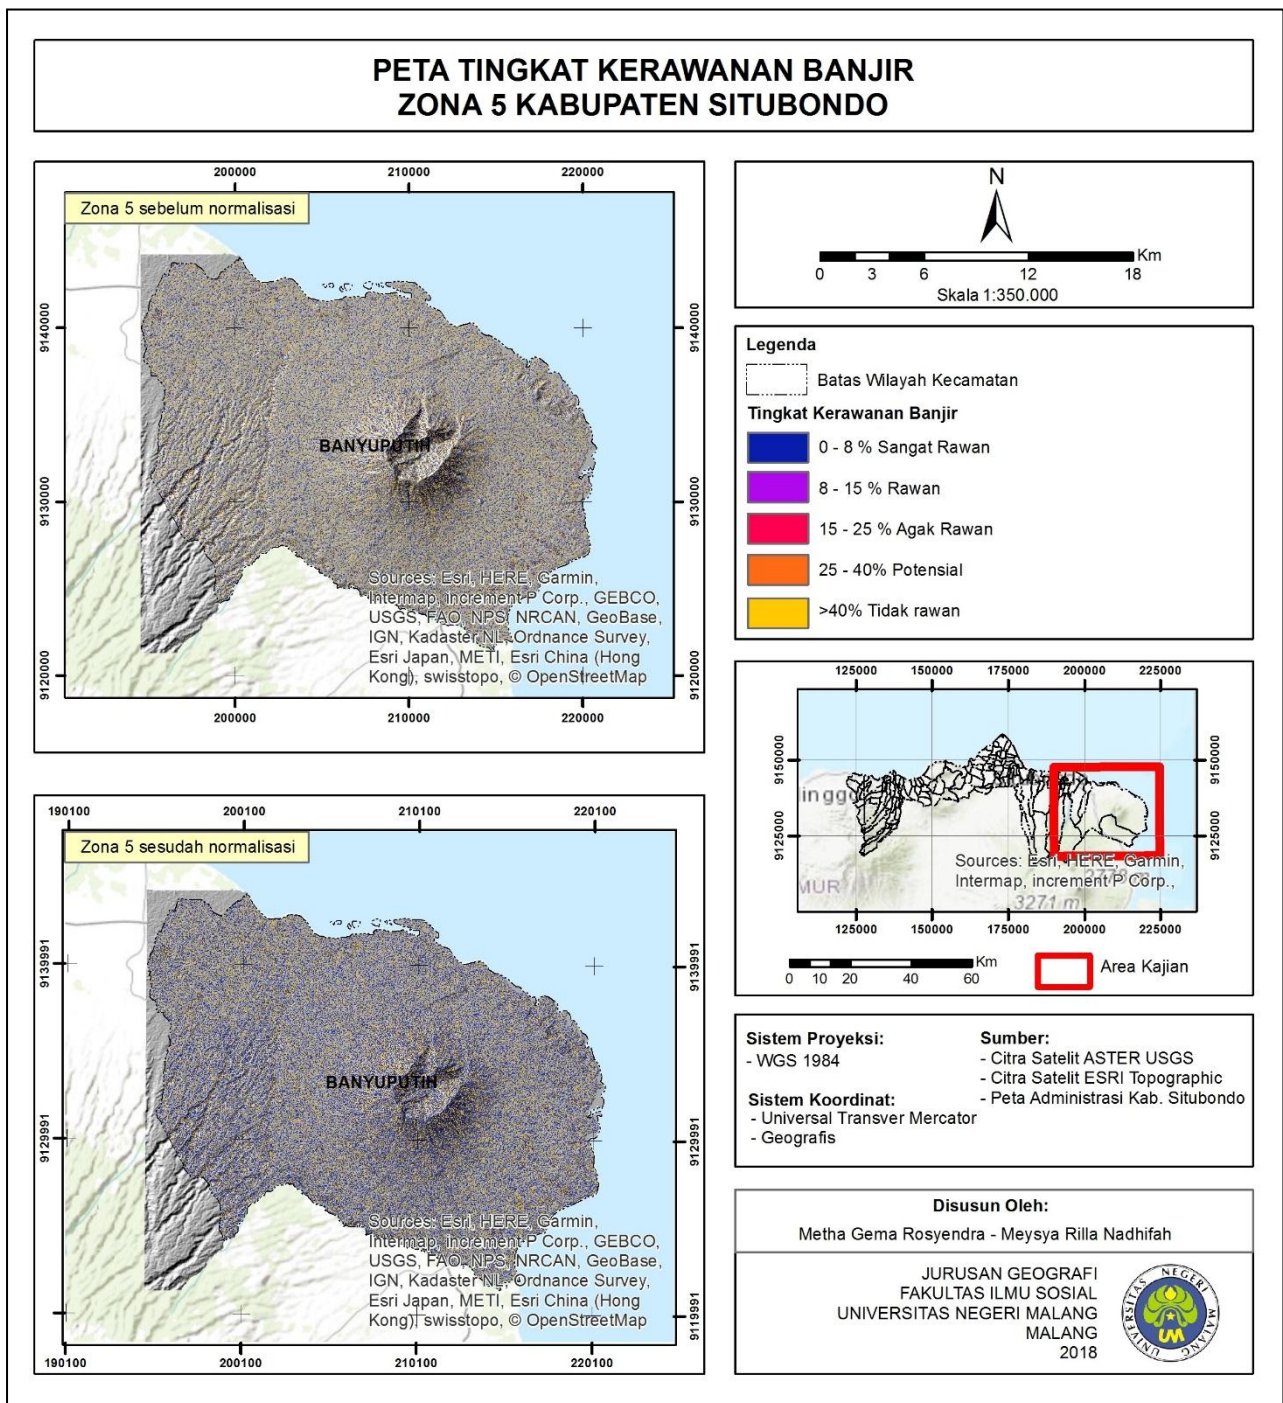 PETA TINGKAT KERAWANAN BANJIR
ZONA 5 KABUPATEN SITUBONDO
200000 210000 220000
Zona 5 sebelum normalisasi
9140000 9140000
BANYUPUTIH
9130000 9130000
Sources: Esri, HERE, Garmin,
Intermap, increment P Corp., GEBCO,
USGS, FAO, NPS, NRCAN, GeoBase,
IGN, Kadaster NL, Ordnance Survey,
Esri Japan, METI, Esri China (Hong
Kong), swisstopo, © OpenStreetMap
9120000 9120000
200000 210000 220000
190100 200100 210100 220100
Zona 5 sesudah normalisasi
9139991 9139991
BANYUPUTIH
9129991 9129991
Sources: Esri, HERE, Garmin,
Intermap, increment P Corp., GEBCO,
USGS, FAO, NPS, NRCAN, GeoBase,
IGN, Kadaster NL, Ordnance Survey,
Esri Japan, METI, Esri China (Hong
Kong), swisstopo, © OpenStreetMap
9119991 9119991
190100 200100 210100 220100
N
Km
0 3 6 12 18
Skala 1:350.000
Legenda
Batas Wilayah Kecamatan
Tingkat Kerawanan Banjir
0 - 8 % Sangat Rawan
8 - 15 % Rawan
15 - 25 % Agak Rawan
25 - 40% Potensial
>40% Tidak rawan
125000 150000 175000 200000 225000
9150000 9150000
lingg
9125000 9125000
Sources: Esri, HERE, Garmin,
Intermap, increment P Corp.,
MUR
3271 m
125000 150000 175000 200000 225000
Km
0 10 20 40 60
Area Kajian
Sistem Proyeksi:
- WGS 1984
Sistem Koordinat:
- Universal Transver Mercator
- Geografis
Sumber:
- Citra Satelit ASTER USGS
- Citra Satelit ESRI Topographic
- Peta Administrasi Kab. Situbondo
Disusun Oleh:
Metha Gema Rosyendra - Meysya Rilla Nadhifah
JURUSAN GEOGRAFI
FAKULTAS ILMU SOSIAL
UNIVERSITAS NEGERI MALANG
MALANG
2018
UNIVERSITAS NEGERI MALANG
UM